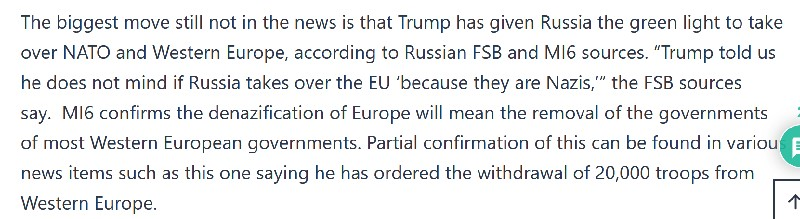 The biggest move still not in the news is that Trump has given Russia the green light to take
over NATO and Western Europe, according to Russian FSB and MI6 sources. “Trump told us
he does not mind if Russia takes over the EU ‘because they are Nazis,’” the FSB sources
say.  MI6 confirms the denazification of Europe will mean the removal of the governments
of most Western European governments. Partial confirmation of this can be found in various
news items such as this one saying he has ordered the withdrawal of 20,000 troops from
Western Europe.